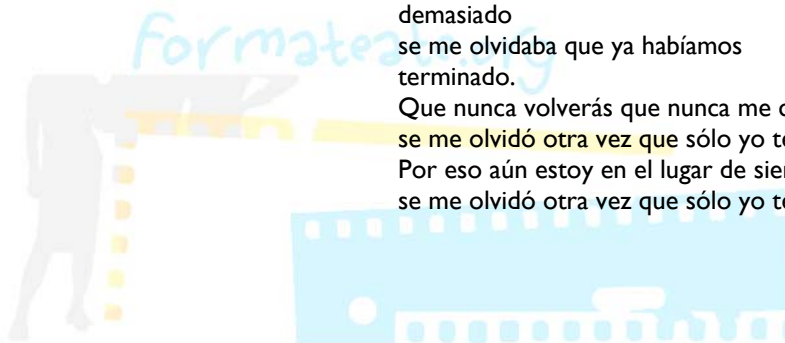 demasiado
se me olvidaba que ya habíamos
terminado.
Que nunca volverás que nunca me
se me olvidó otra vez que sólo yo
Por eso aún estoy en el lugar de
se me olvidó otra vez que sólo yo